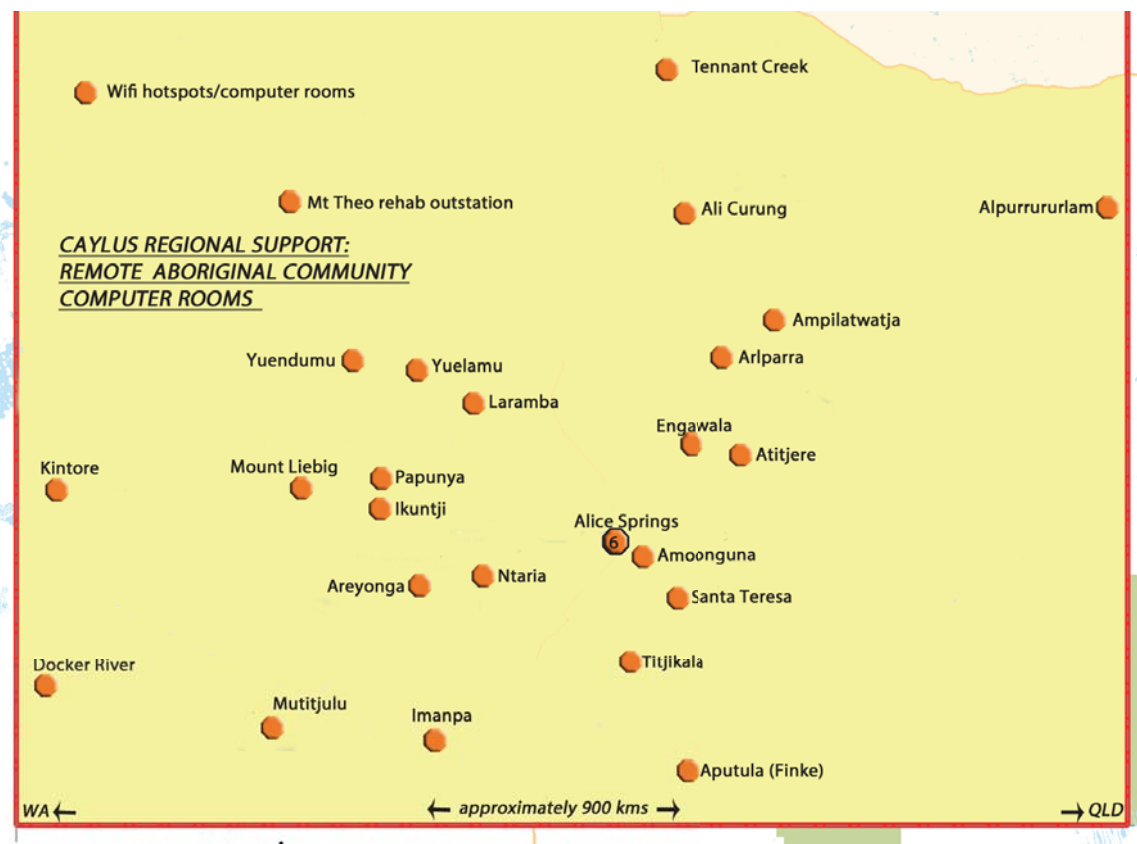 Tennant Creek
Wifi hotspots/computer rooms
Mt Theo rehab outstation
Ali Curung
Alpurrururlam
CAYLUS REGIONAL SUPPORT:
REMOTE ABORIGINAL COMMUNITY
COMPUTER ROOMS
Ampilatwatja
Yuendumu
Yuelamu
Arlparra
Laramba
Engawala
Atitjere
Kintore
Mount Liebig
Papunya
Ikuntji
Alice Springs
6
Amoonguna
Areyonga
Ntaria
Santa Teresa
Docker River
Titjikala
Mutitjulu
Imanpa
Aputula (Finke)
WA ← ← approximately 900 kms → → QLD